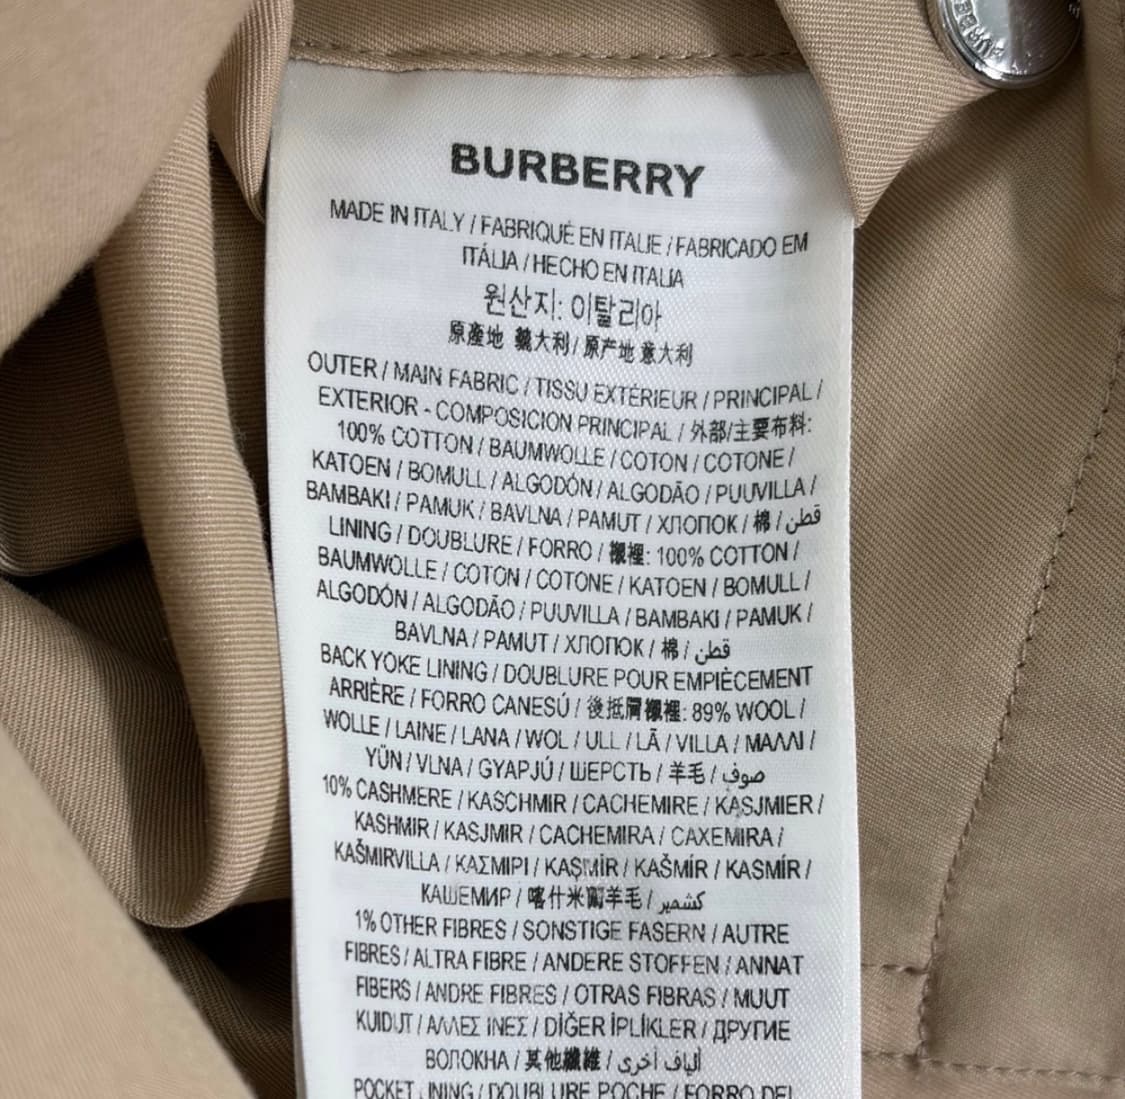 BURBERRY
MADE IN ITALY / FABRIQUÉ EN ITALIE / FABRICADO EM
ITÁLIA / HECHO EN ITALIA
원산지: 이탈리아
原產地 義大利 / 原产地 意大利
OUTER / MAIN FABRIC / TISSU EXTÉRIEUR / PRINCIPAL /
EXTERIOR - COMPOSICION PRINCIPAL / 外部/主要布料:
100% COTTON / BAUMWOLLE / COTON / COTONE /
KATOEN / BOMULL / ALGODÓN / ALGODÃO / PUUVILLA /
BAMBAKI / PAMUK / BAVLNA / PAMUT / ХЛОПОК / 棉 / قطن
LINING / DOUBLURE / FORRO / 襯裡: 100% COTTON /
BAUMWOLLE / COTON / COTONE / KATOEN / BOMULL /
ALGODÓN / ALGODÃO / PUUVILLA / BAMBAKI / PAMUK /
BAVLNA / PAMUT / ХЛОПОК / 棉 / قطن
BACK YOKE LINING / DOUBLURE POUR EMPIÈCEMENT
ARRIÈRE / FORRO CANESÚ / 後抵肩襯裡: 89% WOOL /
WOLLE / LAINE / LANA / WOL / ULL / LÃ / VILLA / ΜΑΛΛΙ /
YÜN / VLNA / GYAPJÚ / ШЕРСТЬ / 羊毛 / صوف
10% CASHMERE / KASCHMIR / CACHEMIRE / KASJMIER /
KASHMIR / KASJMIR / CACHEMIRA / CAXEMIRA /
KAŠMIRVILLA / ΚΑΣΜΙΡΙ / KAŞMİR / KAŠMÍR / KASMÍR /
КАШЕМИР / 喀什米爾羊毛 / كشمير
1% OTHER FIBRES / SONSTIGE FASERN / AUTRE
FIBRES / ALTRA FIBRE / ANDERE STOFFEN / ANNAT
FIBERS / ANDRE FIBRES / OTRAS FIBRAS / MUUT
KUIDUT / ΑΛΛΕΣ ΙΝΕΣ / DİĞER İPLİKLER / ДРУГИЕ
ВОЛОКНА / 其他纖維 / ألياف أخرى
POCKET LINING / DOUBLURE POCHE / FORRO DEL